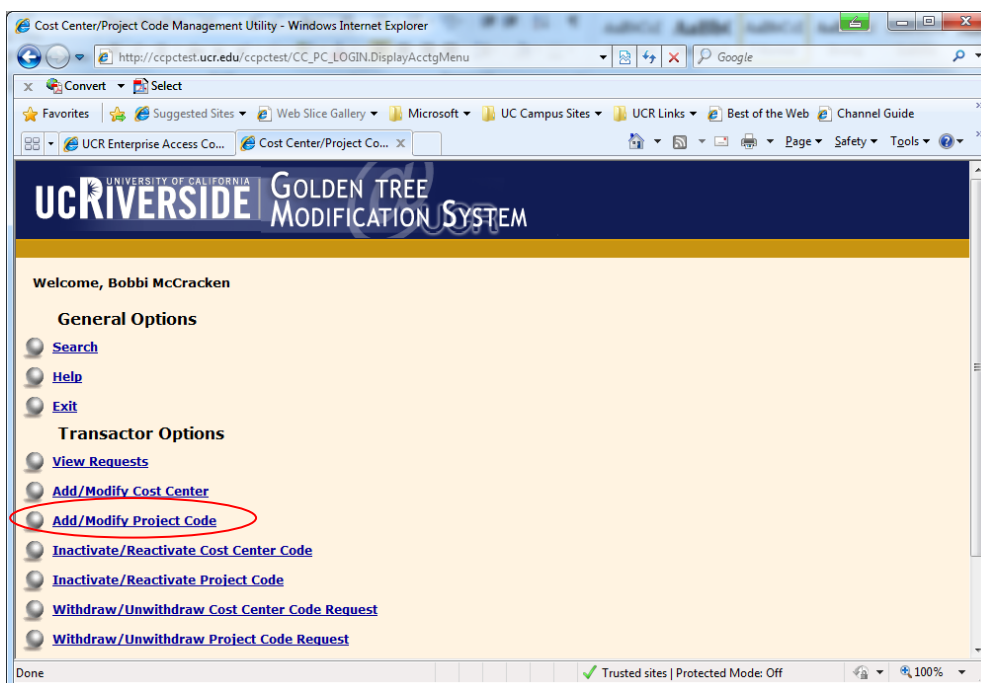 Cost Center/Project Code Management Utility - Windows Internet Explorer
http://ccpctest.ucr.edu/ccpctest/CC_PC_LOGIN.DisplayAcctgMenu Google
x Convert Select
Favorites Suggested Sites Web Slice Gallery Microsoft UC Campus Sites UCR Links Best of the Web Channel Guide »
UCR Enterprise Access Co... Cost Center/Project Co... X Page Safety Tools »
UNIVERSITY OF CALIFORNIA
UCRIVERSIDE GOLDEN TREE
MODIFICATION SYSTEM
@UCR
Welcome, Bobbi McCracken
General Options
Search
Help
Exit
Transactor Options
View Requests
Add/Modify Cost Center
Add/Modify Project Code
Inactivate/Reactivate Cost Center Code
Inactivate/Reactivate Project Code
Withdraw/Unwithdraw Cost Center Code Request
Withdraw/Unwithdraw Project Code Request
Done Trusted sites | Protected Mode: Off 100%